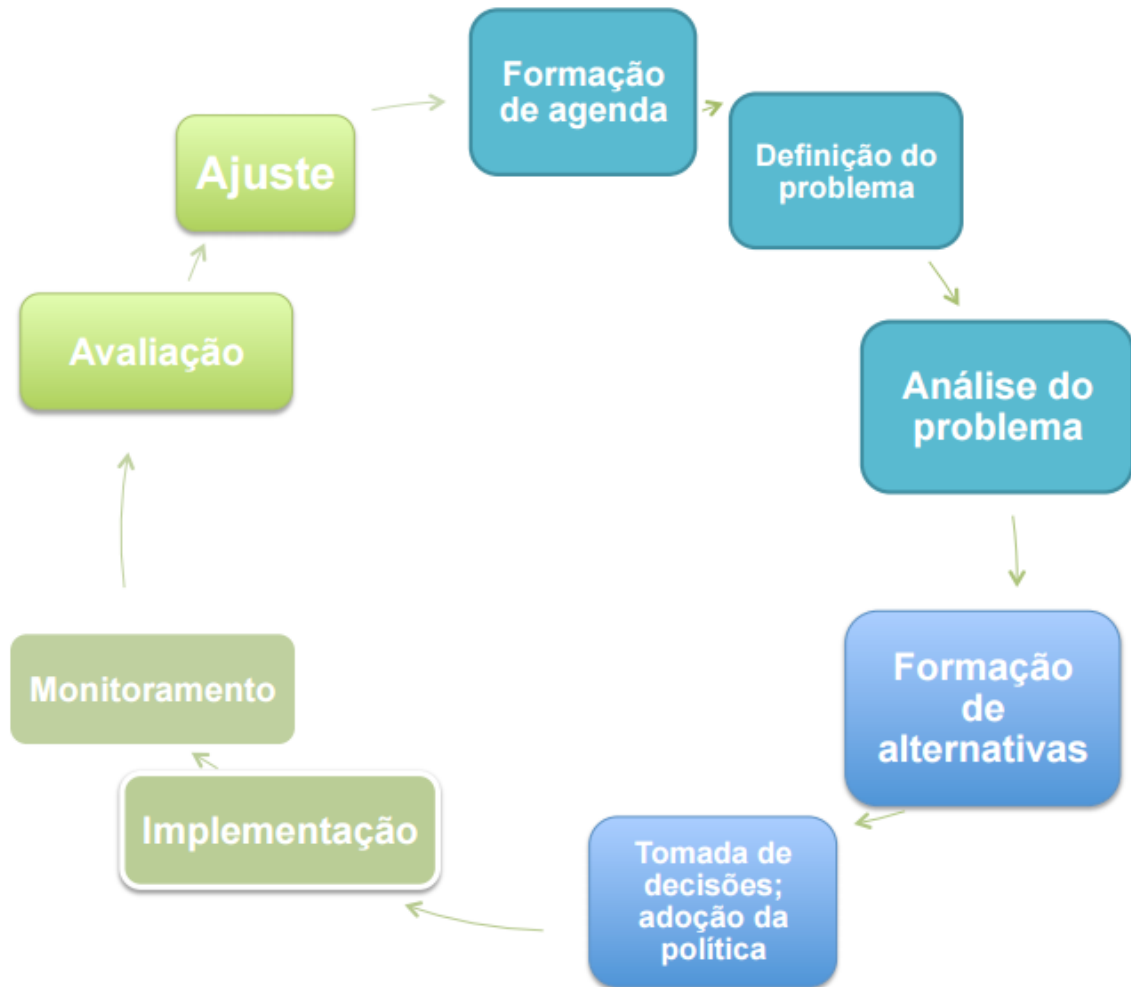 Formação
de agenda
Definição do
problema
Análise do
problema
Formação
de
alternativas
Tomada de
decisões;
adoção da
política
Implementação
Monitoramento
Avaliação
Ajuste